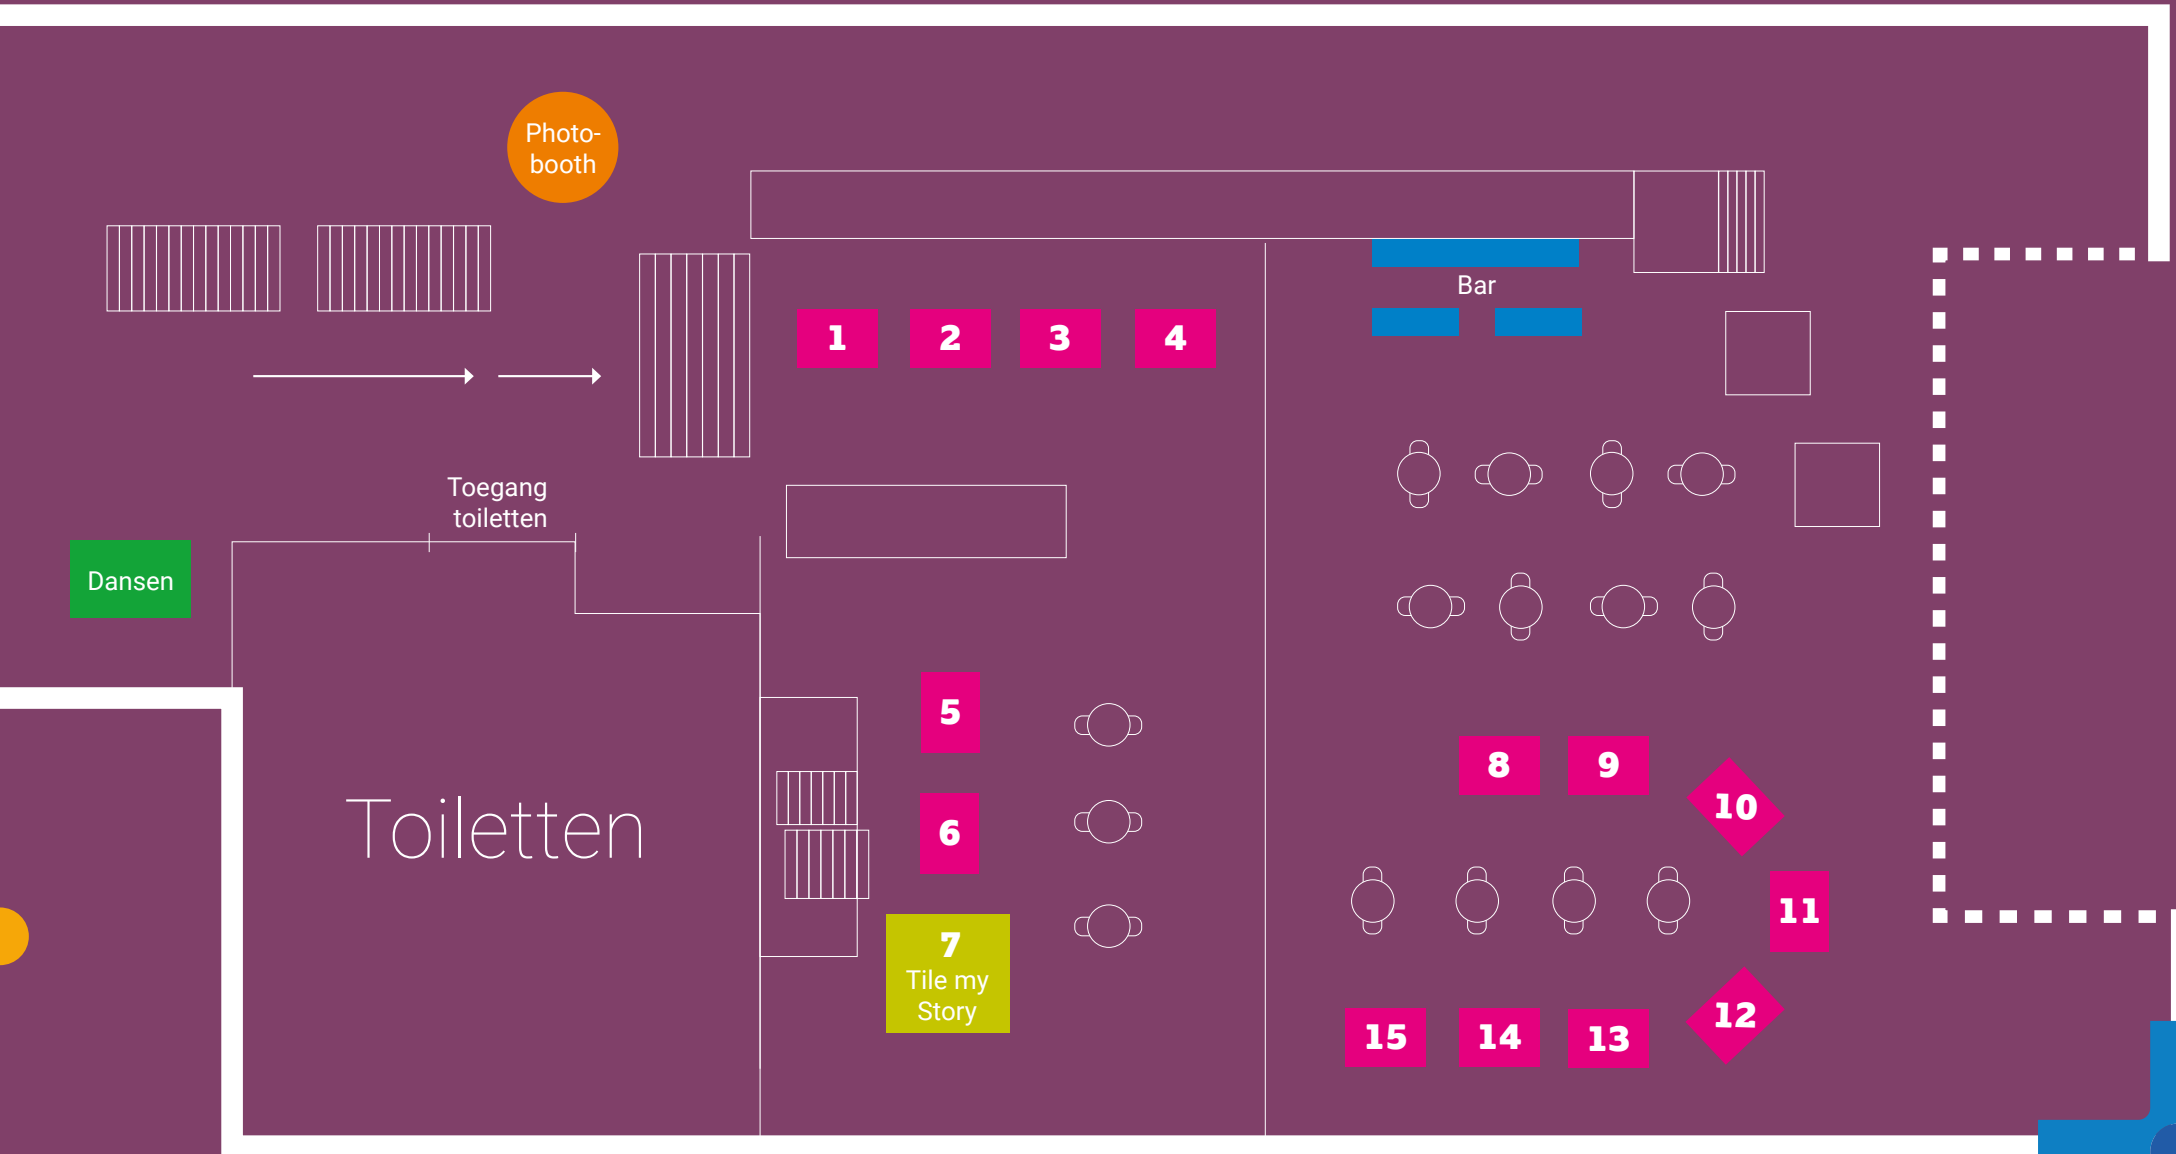 Photo-
booth
Bar
1 2 3 4
Toegang
toiletten
Dansen
5
8 9
10
Toiletten
6
11
7
Tile my
Story
12
15 14 13